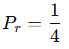 P_r = 1/4